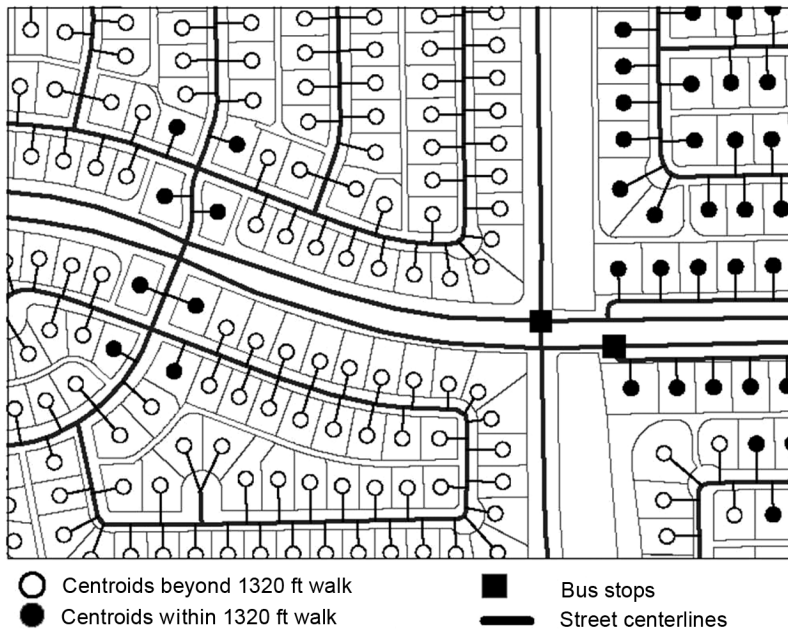 Centroids beyond 1320 ft walk
Bus stops
Centroids within 1320 ft walk
Street centerlines